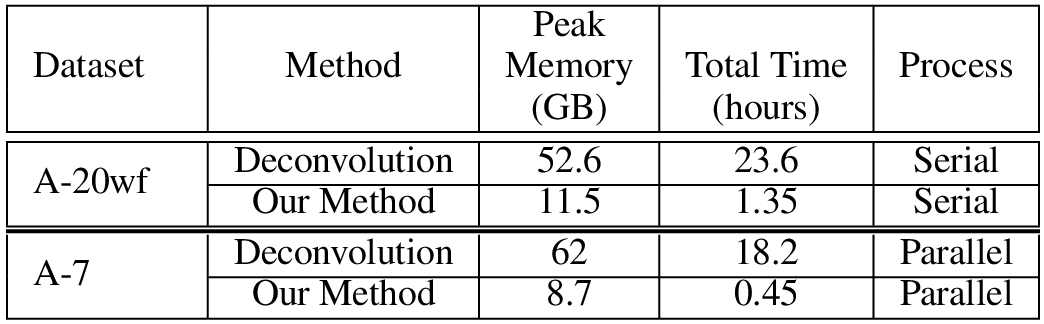 Dataset Method Peak Memory (GB) Total Time (hours) Process
A-20wf Deconvolution 52.6 23.6 Serial
Our Method 11.5 1.35 Serial
A-7 Deconvolution 62 18.2 Parallel
Our Method 8.7 0.45 Parallel